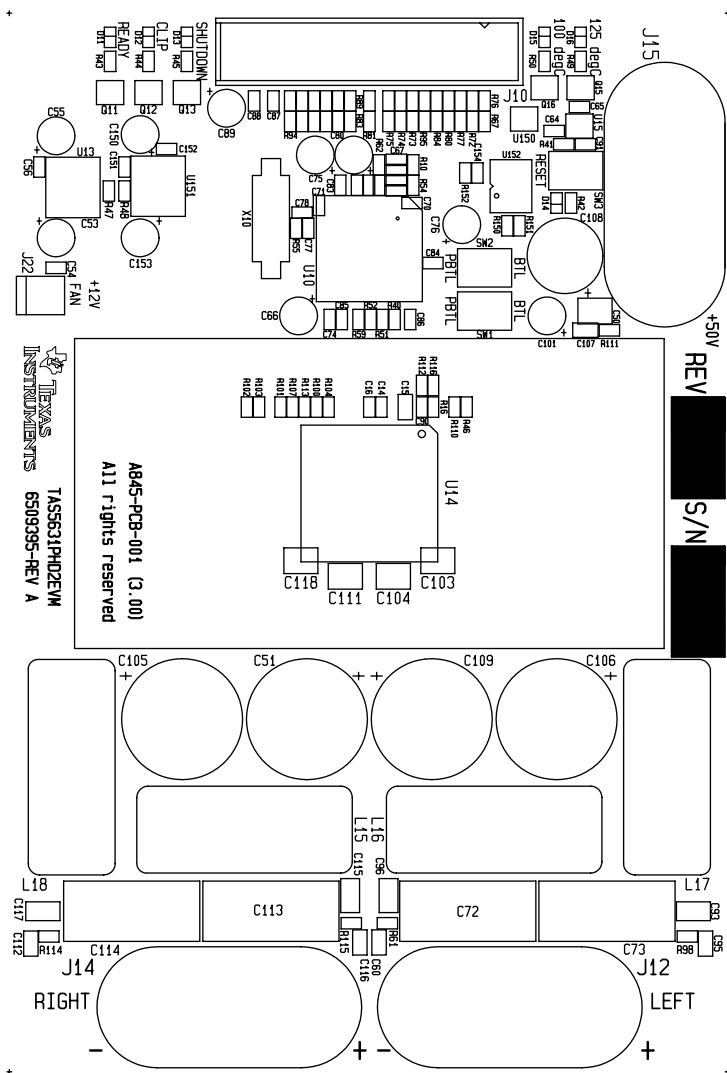 SHUTDOWN
CLIP
READY
D13
D12
D11
R45
R44
R43
Q11
Q12
Q13
C89
C88
C87
J10
125 degC
100 degC
D16
D15
R49
R50
Q15
Q16
C65
U15
C64
U150
J15
R89
R83
R94
C80
R81
R82
R75
R74
R73
R95
R84
R80
R77
R72
R67
R76
C55
C150
C152
C56
U13
C151
U151
R47
R48
C53
C153
J22
C54
+12V
FAN
C75
C83
C67
R10
R54
C154
R152
U152
RESET
R41
SW3
D14
R42
C108
R150
R151
X10
C78
C71
C70
R55
C77
U10
C76
C84
SW2
PBTL
BTL
PBTL
BTL
SW1
C66
C85
C74
R59
R52
R51
R40
C86
C101
C50
C107
R111
+50V
REV
S/N
TEXAS
INSTRUMENTS
R102
R103
R101
R107
R113
R100
R104
C16
C14
C15
R112
R116
C90
R16
R110
R46
U14
TAS5631PHD2EVM
6509395-REV A
A845-PCB-001 (3.00)
All rights reserved
C118
C111
C104
C103
C105
C51
C109
C106
L15
L16
L18
L17
C115
C96
C117
C113
C72
C93
C112
R114
C114
R115
R61
C116
C60
C73
R98
C95
J14
J12
RIGHT
LEFT
- + - +